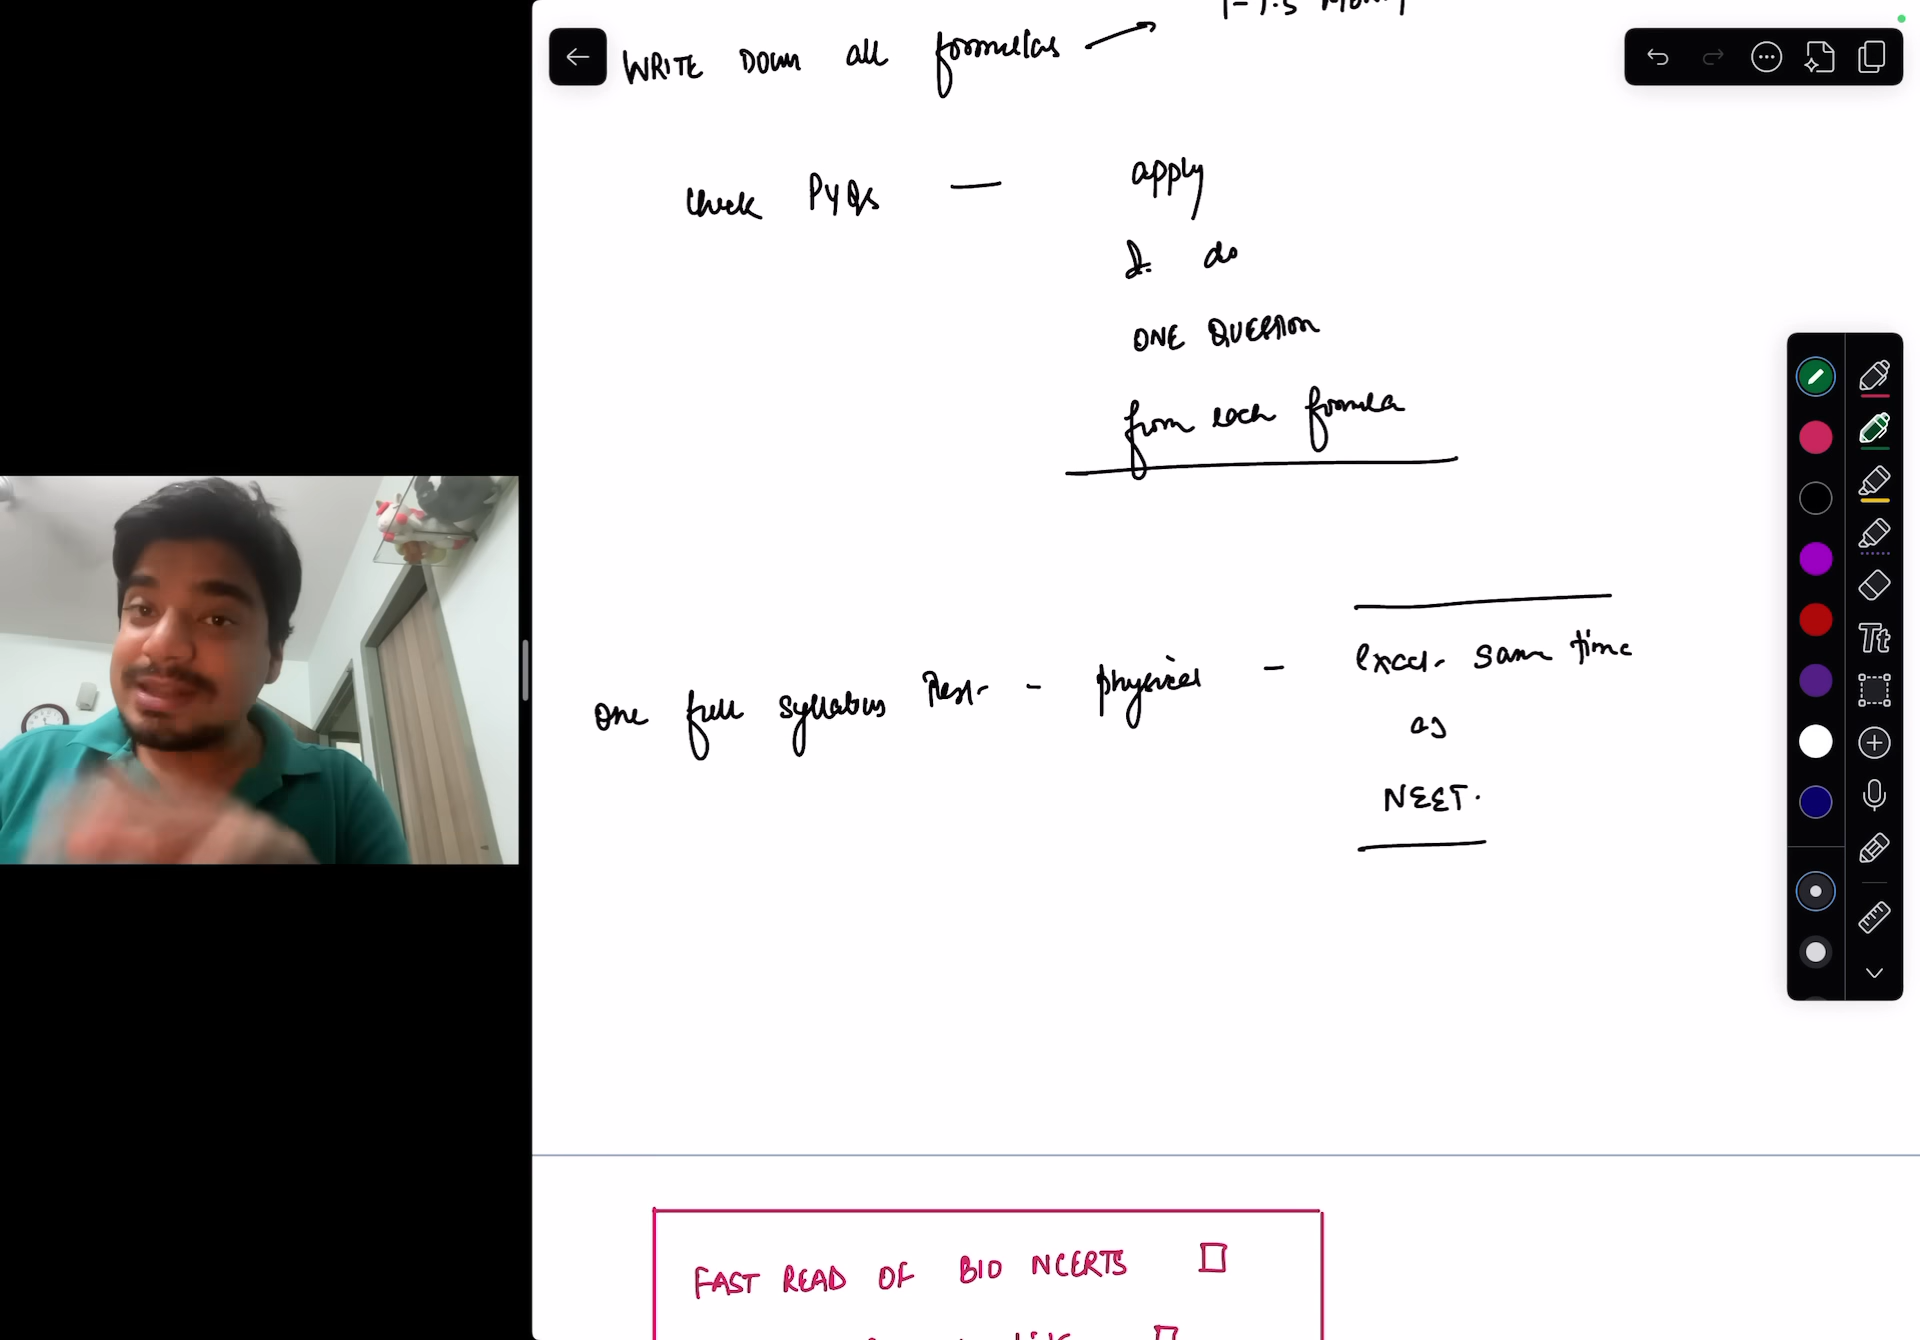 WRITE DOWN all formulas
check PYQs — apply
& do
ONE QUESTION
from each formula
One full syllabus Test - physical - exact same time
as
NEET.
FAST READ OF BIO NCERTS
Tt